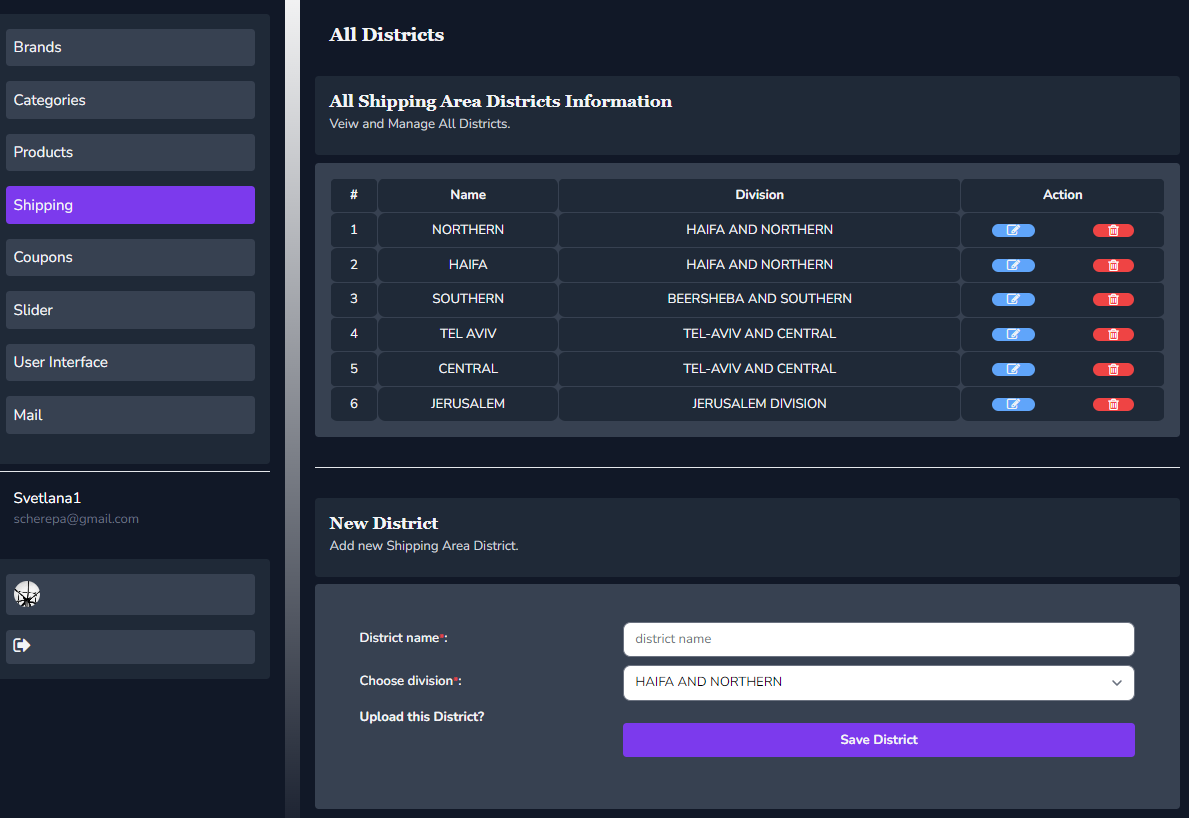 Brands
Categories
Products
Shipping
Coupons
Slider
User Interface
Mail
Svetlana1
scherepa@gmail.com
All Districts
All Shipping Area Districts Information
Veiw and Manage All Districts.
# Name Division Action
1 NORTHERN HAIFA AND NORTHERN
2 HAIFA HAIFA AND NORTHERN
3 SOUTHERN BEERSHEBA AND SOUTHERN
4 TEL AVIV TEL-AVIV AND CENTRAL
5 CENTRAL TEL-AVIV AND CENTRAL
6 JERUSALEM JERUSALEM DIVISION
New District
Add new Shipping Area District.
District name*: district name
Choose division*: HAIFA AND NORTHERN
Upload this District?
Save District